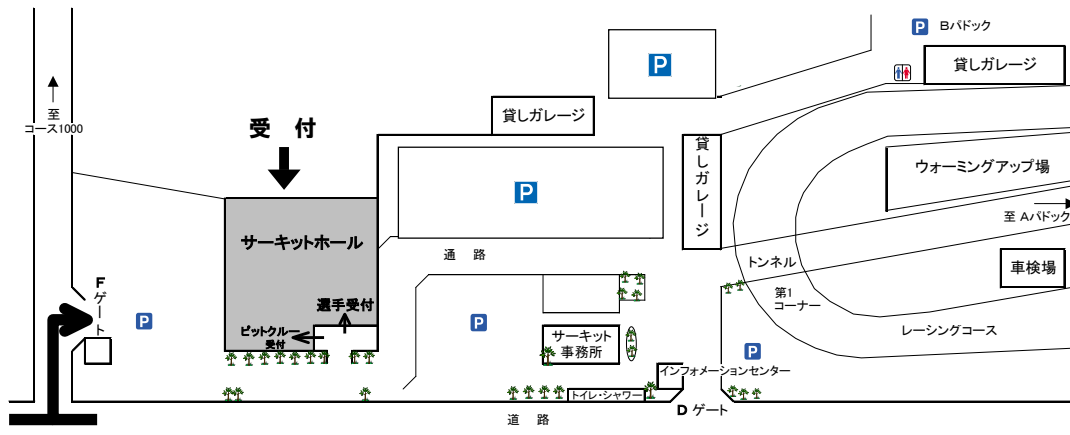 P Bパドック
貸しガレージ
P
至
コース1000
貸しガレージ
受 付
貸しガレージ
ウォーミングアップ場
P
至 Aパドック
サーキットホール
通 路
トンネル
車検場
F
ゲート
選手受付
第1
コーナー
P
P
ピットクルー
受付
サーキット
事務所
レーシングコース
P
インフォメーションセンター
トイレ・シャワー
D ゲート
道 路